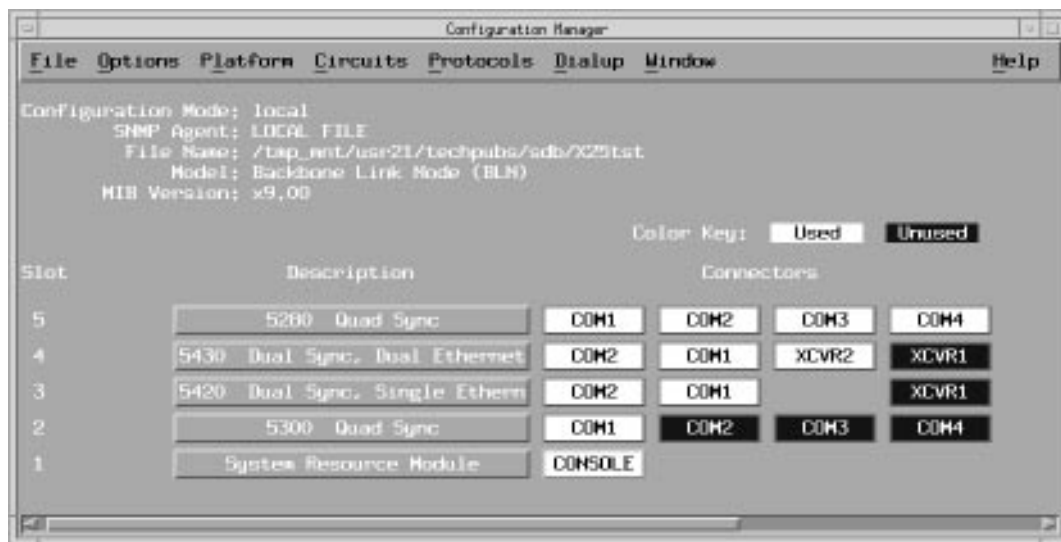 Configuration Manager
File Options Platform Circuits Protocols Dialup Window Help
Configuration Mode: local
SNMP Agent: LOCAL FILE
File Name: /tmp_mnt/usr21/techpubs/sdb/X25tst
Model: Backbone Link Node (BLN)
MIB Version: x9.00
Color Key: Used Unused
Slot Description Connectors
5 5280 Quad Sync COM1 COM2 COM3 COM4
4 5430 Dual Sync, Dual Ethernet COM2 COM1 XCVR2 XCVR1
3 5420 Dual Sync, Single Ethern COM2 COM1 XCVR1
2 5300 Quad Sync COM1 COM2 COM3 COM4
1 System Resource Module CONSOLE